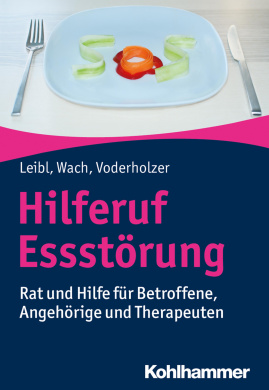 SOS
Leibl, Wach, Voderholzer
Hilferuf
Essstörung
Rat und Hilfe für Betroffene,
Angehörige und Therapeuten
Kohlhammer